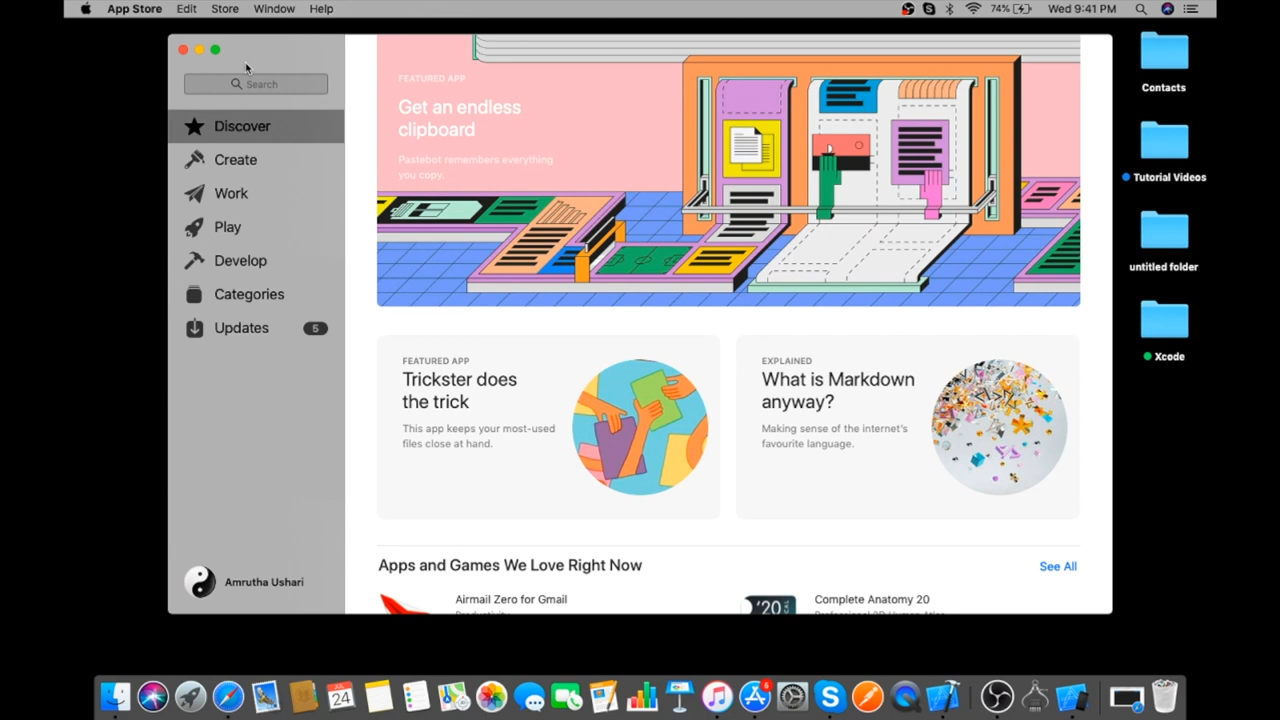 App Store Edit Store Window Help
74% Wed 9:41 PM
Search
Discover
Create
Work
Play
Develop
Categories
Updates 5
Amrutha Ushari
FEATURED APP
Get an endless
clipboard
Pastebot remembers everything
you copy.
FEATURED APP
Trickster does
the trick
This app keeps your most-used
files close at hand.
EXPLAINED
What is Markdown
anyway?
Making sense of the internet's
favourite language.
Apps and Games We Love Right Now
See All
Airmail Zero for Gmail
Productivity
'20
Complete Anatomy 20
Contacts
Tutorial Videos
untitled folder
Xcode
24
5